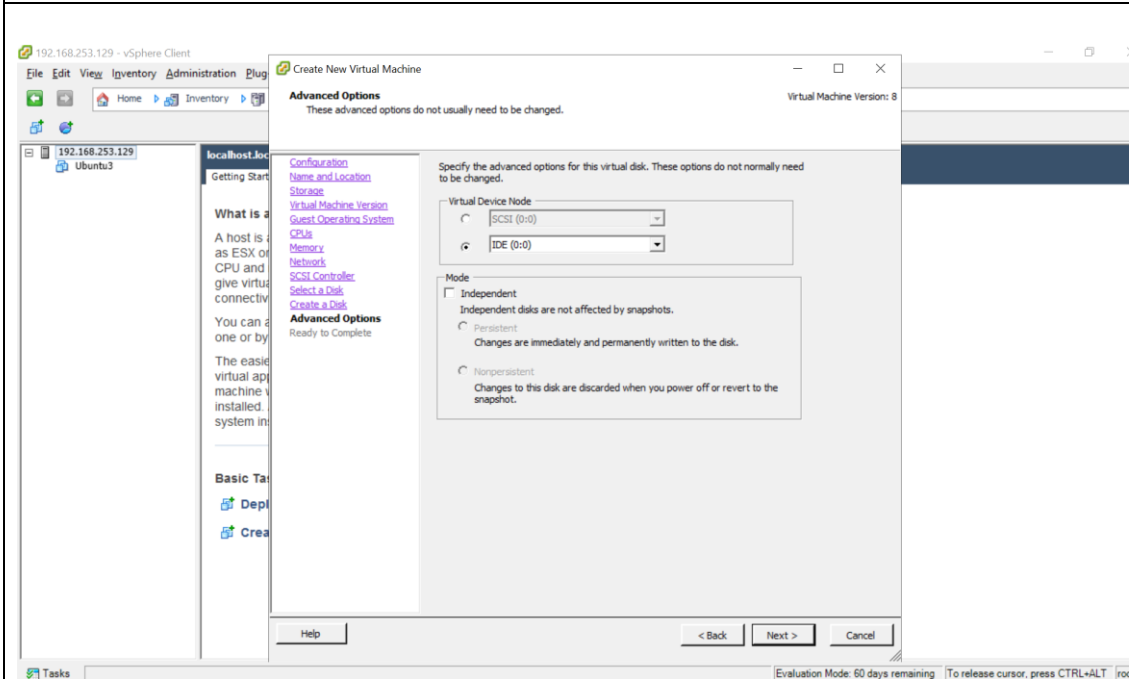 192.168.253.129 - vSphere Client
File Edit View Inventory Administration Plug
Home Inventory
192.168.253.129
Ubuntu3
localhost.loc
Getting Start
What is a
A host is a
as ESX or
CPU and
give virtua
connectiv
You can a
one or by
The easie
virtual app
machine v
installed.
system ins
Basic Tas
Depl
Crea
Create New Virtual Machine
Advanced Options
These advanced options do not usually need to be changed.
Virtual Machine Version: 8
Configuration
Name and Location
Storage
Virtual Machine Version
Guest Operating System
CPUs
Memory
Network
SCSI Controller
Select a Disk
Create a Disk
Advanced Options
Ready to Complete
Specify the advanced options for this virtual disk. These options do not normally need
to be changed.
Virtual Device Node
SCSI (0:0)
IDE (0:0)
Mode
Independent
Independent disks are not affected by snapshots.
Persistent
Changes are immediately and permanently written to the disk.
Nonpersistent
Changes to this disk are discarded when you power off or revert to the
snapshot.
Help
< Back
Next >
Cancel
Tasks
Evaluation Mode: 60 days remaining
To release cursor, press CTRL+ALT
roo